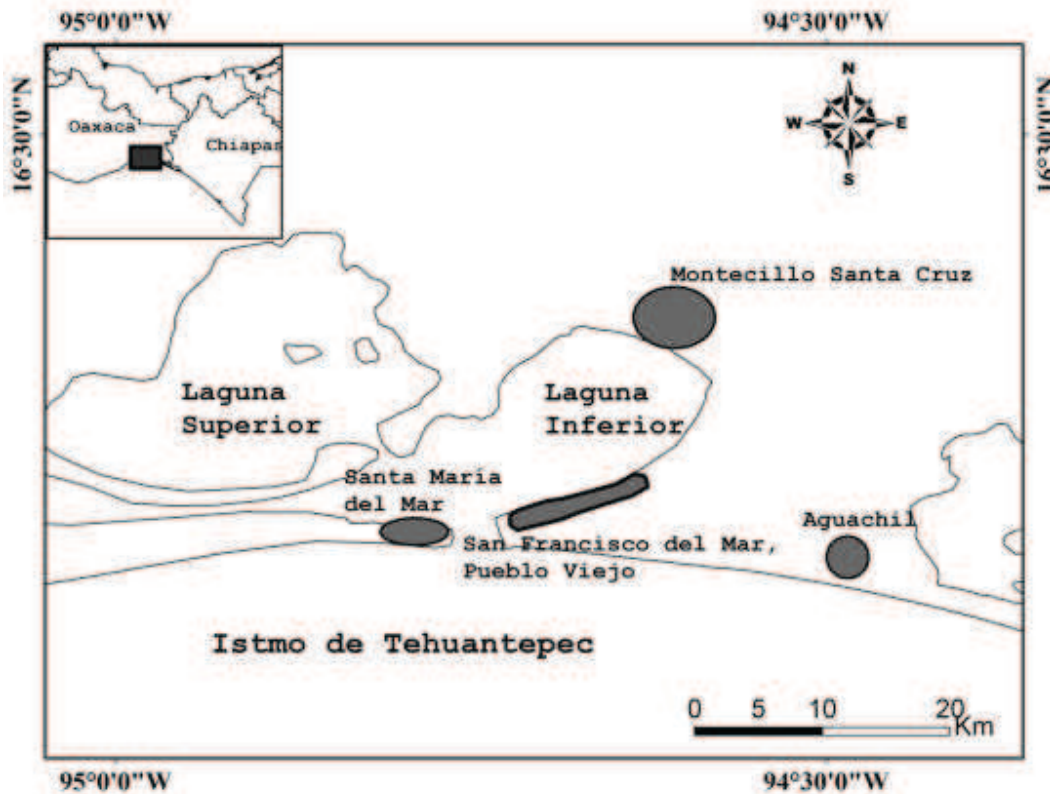 95°0'0"W
94°30'0"W
16°30'0"N
16°30'0"N
Oaxaca
Chiapas
N
W
E
S
Montecillo Santa Cruz
Laguna
Superior
Laguna
Inferior
Santa María
del Mar
Aguachil
San Francisco del Mar,
Pueblo Viejo
Istmo de Tehuantepec
0 5 10 20
Km
95°0'0"W
94°30'0"W